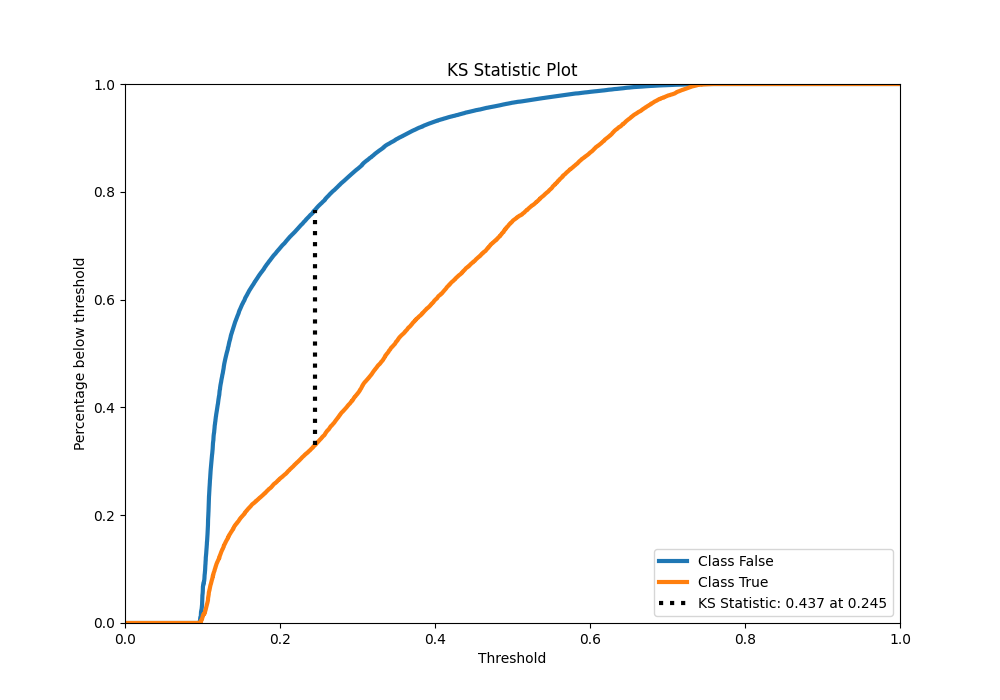 KS Statistic Plot
1.0
0.8
0.6
0.4
0.2
0.0
Percentage below threshold
0.0 0.2 0.4 0.6 0.8 1.0
Threshold
Class False
Class True
KS Statistic: 0.437 at 0.245